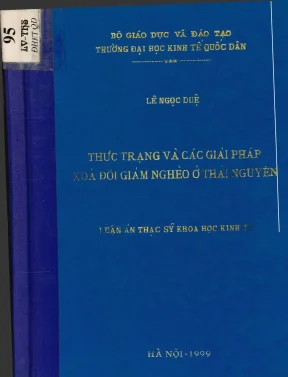 95
LV-ThS
ĐHKTQD
BỘ GIÁO DỤC VÀ ĐÀO TẠO
TRƯỜNG ĐẠI HỌC KINH TẾ QUỐC DÂN
LÊ NGỌC DUỆ
THỰC TRẠNG VÀ CÁC GIẢI PHÁP
XOÁ ĐÓI GIẢM NGHÈO Ở THÁI NGUYÊN
LUẬN ÁN THẠC SỸ KHOA HỌC KINH TẾ
HÀ NỘI-1999